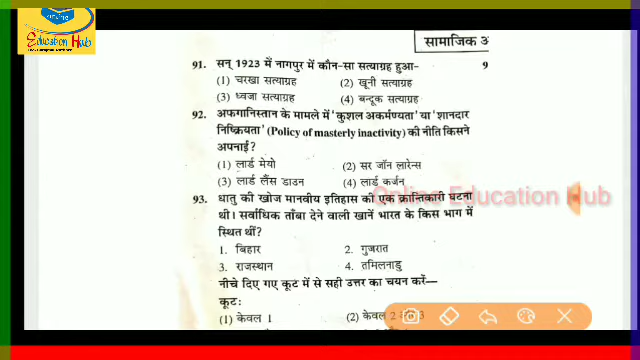 online
Education Hub
सामाजिक अ
91. सन् 1923 में नागपुर में कौन-सा सत्याग्रह हुआ- 9
(1) चरखा सत्याग्रह (2) खूनी सत्याग्रह
(3) ध्वजा सत्याग्रह (4) बन्दूक सत्याग्रह
92. अफगानिस्तान के मामले में 'कुशल अकर्मण्यता' या 'शानदार
निष्क्रियता' (Policy of masterly inactivity) की नीति किसने
अपनाई?
(1) लार्ड मेयो (2) सर जॉन लारेन्स
(3) लार्ड लैंस डाउन (4) लार्ड कर्जन
Online Education Hub
93. धातु की खोज मानवीय इतिहास को एक क्रान्तिकारी घटना
थी। सर्वाधिक ताँबा देने वाली खानें भारत के किस भाग में
स्थित थीं?
1. बिहार 2. गुजरात
3. राजस्थान 4. तमिलनाडु
नीचे दिए गए कूट में से सही उत्तर का चयन करें—
कूटः
(1) केवल 1 (2) केवल 2 3